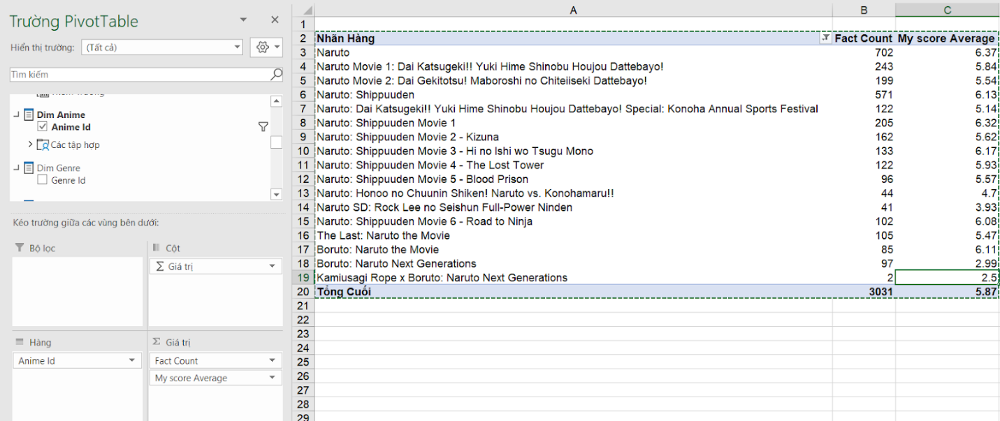 Trường PivotTable
Hiển thị trường: (Tất cả)
Tìm kiếm
Dim Anime
Anime Id
Các tập hợp
Dim Genre
Genre Id
Kéo trường giữa các vùng bên dưới:
Bộ lọc
Cột
Σ Giá trị
Hàng
Σ Giá trị
Anime Id
Fact Count
My score Average
A B C
1
2 Nhãn Hàng Fact Count My score Average
3 Naruto 702 6.37
4 Naruto Movie 1: Dai Katsugeki!! Yuki Hime Shinobu Houjou Dattebayo! 243 5.84
5 Naruto Movie 2: Dai Gekitotsu! Maboroshi no Chiteiiseki Dattebayo! 199 5.54
6 Naruto: Shippuuden 571 6.13
7 Naruto: Dai Katsugeki!! Yuki Hime Shinobu Houjou Dattebayo! Special: Konoha Annual Sports Festival 122 5.14
8 Naruto: Shippuuden Movie 1 205 6.32
9 Naruto: Shippuuden Movie 2 - Kizuna 162 5.62
10 Naruto: Shippuuden Movie 3 - Hi no Ishi wo Tsugu Mono 133 6.17
11 Naruto: Shippuuden Movie 4 - The Lost Tower 122 5.93
12 Naruto: Shippuuden Movie 5 - Blood Prison 96 5.57
13 Naruto: Honoo no Chuunin Shiken! Naruto vs. Konohamaru!! 44 4.7
14 Naruto SD: Rock Lee no Seishun Full-Power Ninden 41 3.93
15 Naruto: Shippuuden Movie 6 - Road to Ninja 102 6.08
16 The Last: Naruto the Movie 105 5.47
17 Boruto: Naruto the Movie 85 6.11
18 Boruto: Naruto Next Generations 97 2.99
19 Kamiusagi Rope x Boruto: Naruto Next Generations 2 2.5
20 Tổng Cuối 3031 5.87
21
22
23
24
25
26
27
28
29